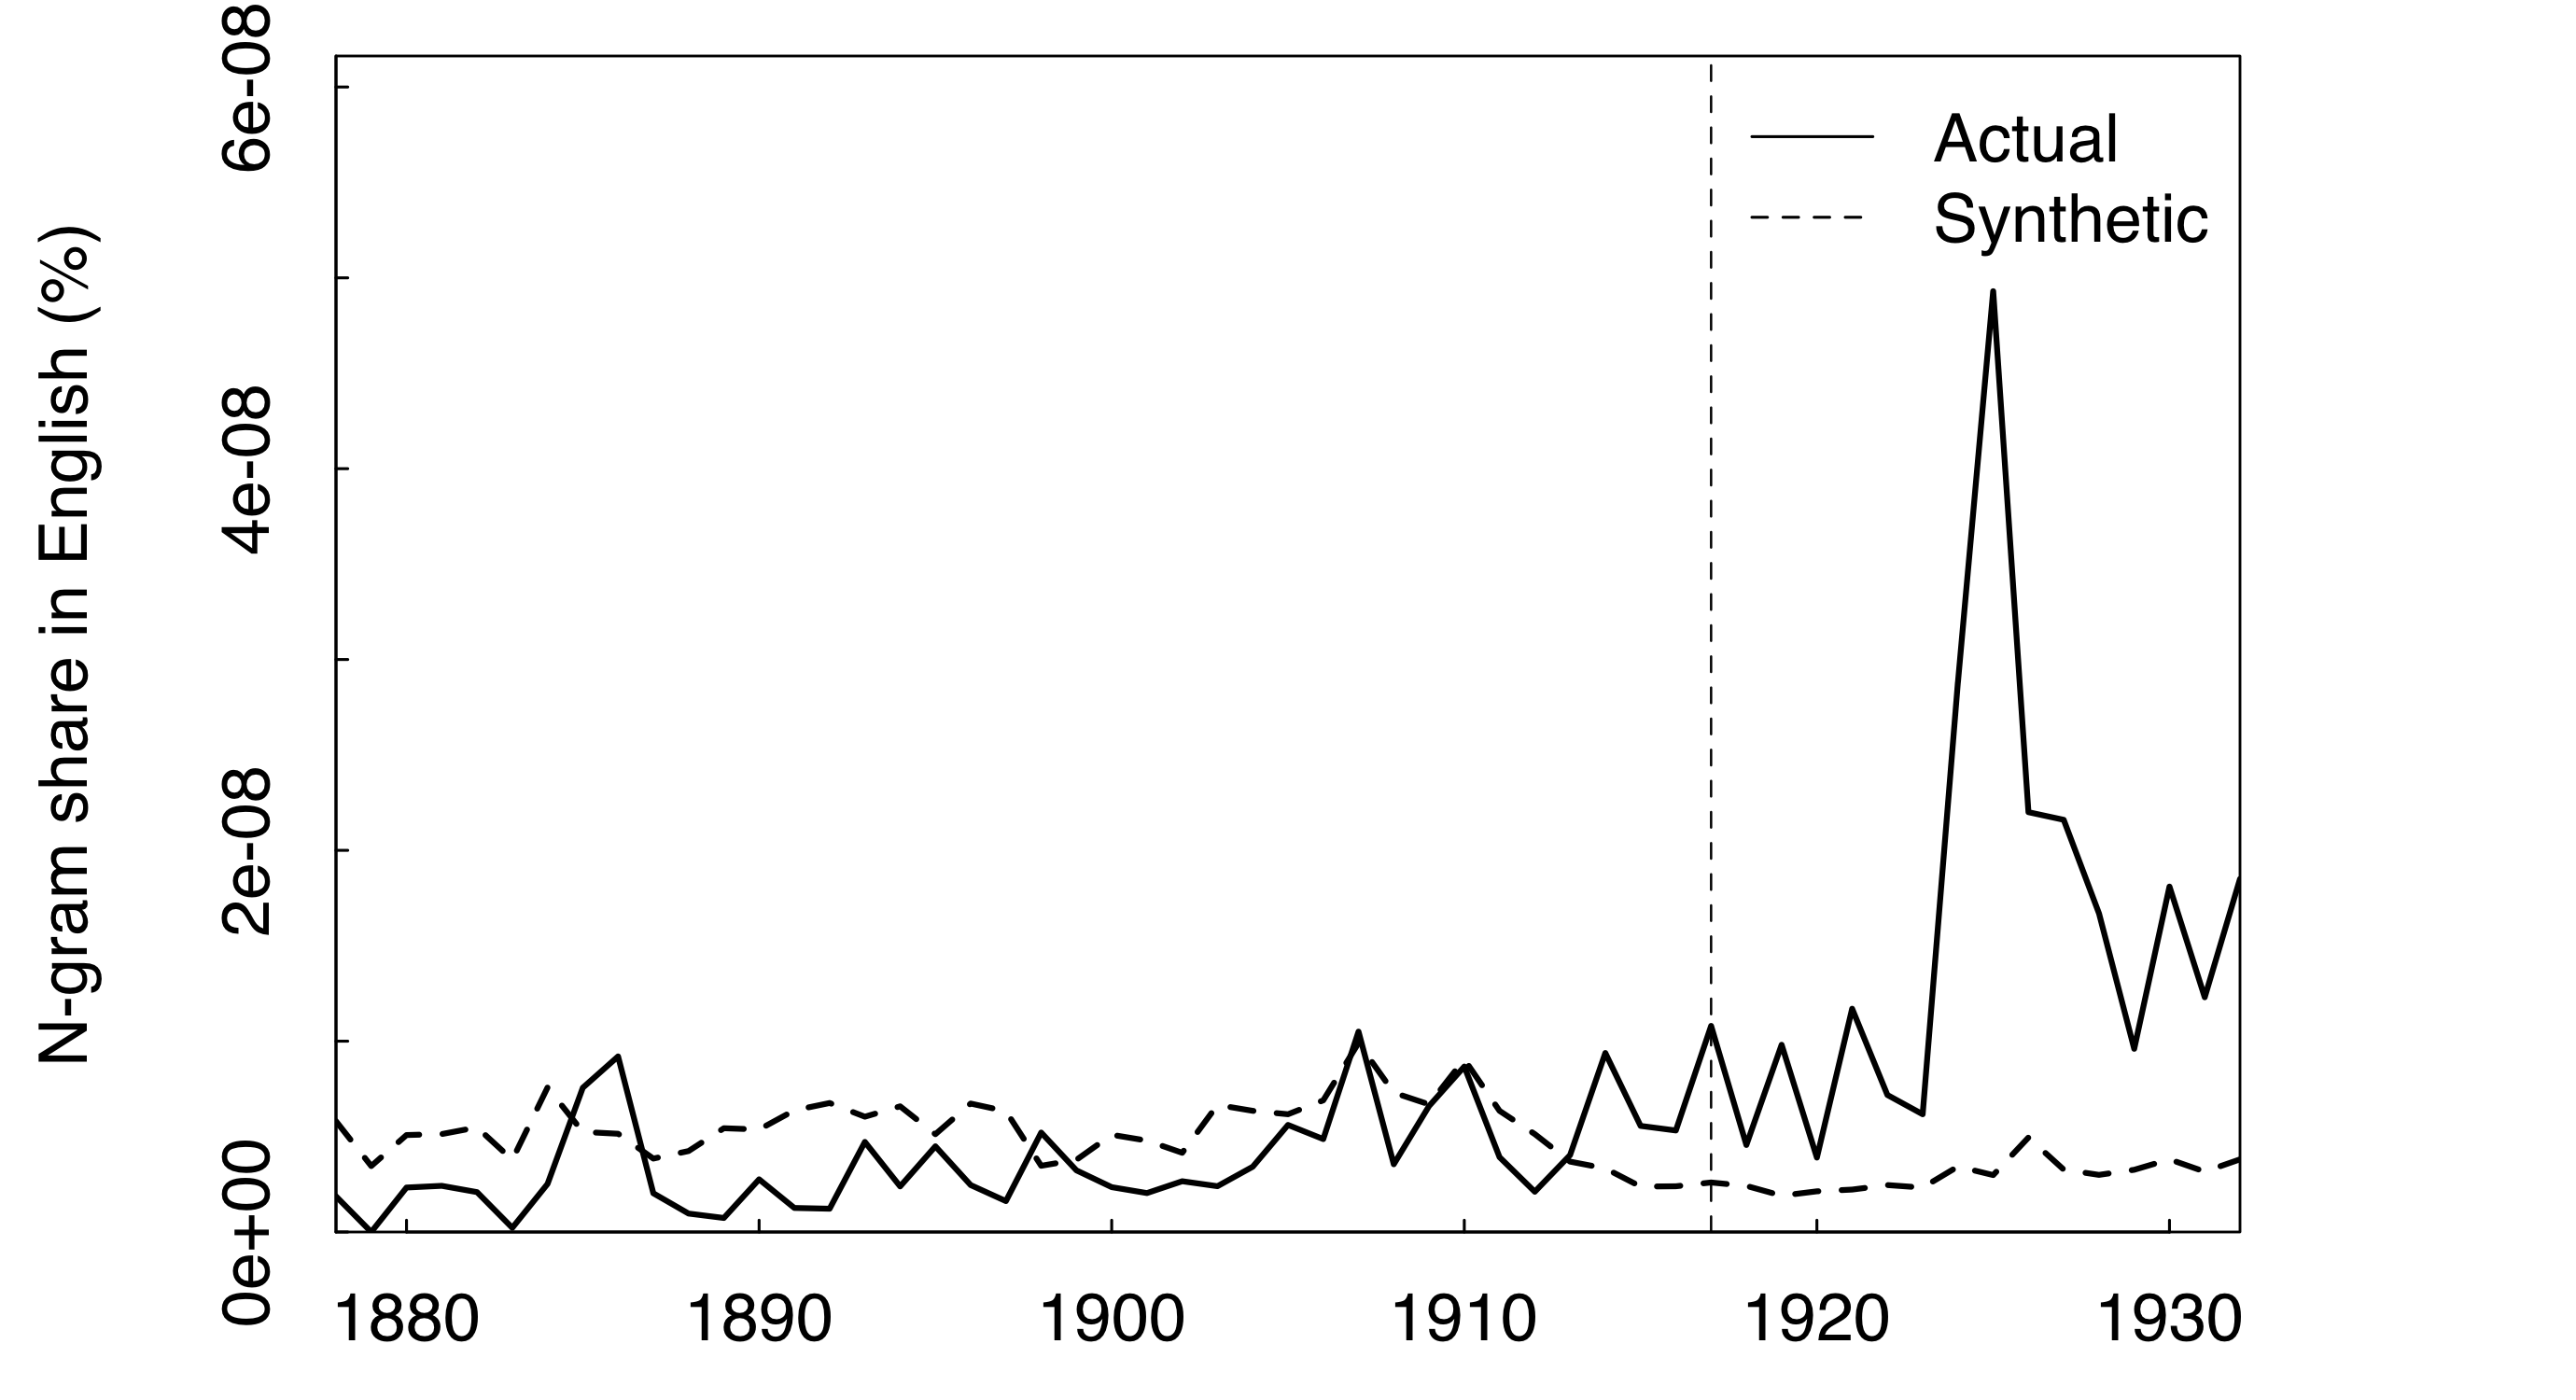 N-gram share in English (%)
6e-08
4e-08
2e-08
0e+00
Actual
Synthetic
1880 1890 1900 1910 1920 1930